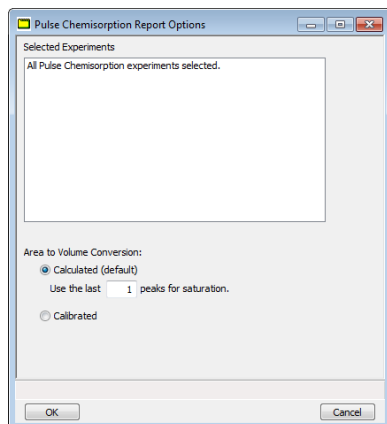 Pulse Chemisorption Report Options
Selected Experiments
All Pulse Chemisorption experiments selected.
Area to Volume Conversion:
Calculated (default)
Use the last 1 peaks for saturation.
Calibrated
OK Cancel